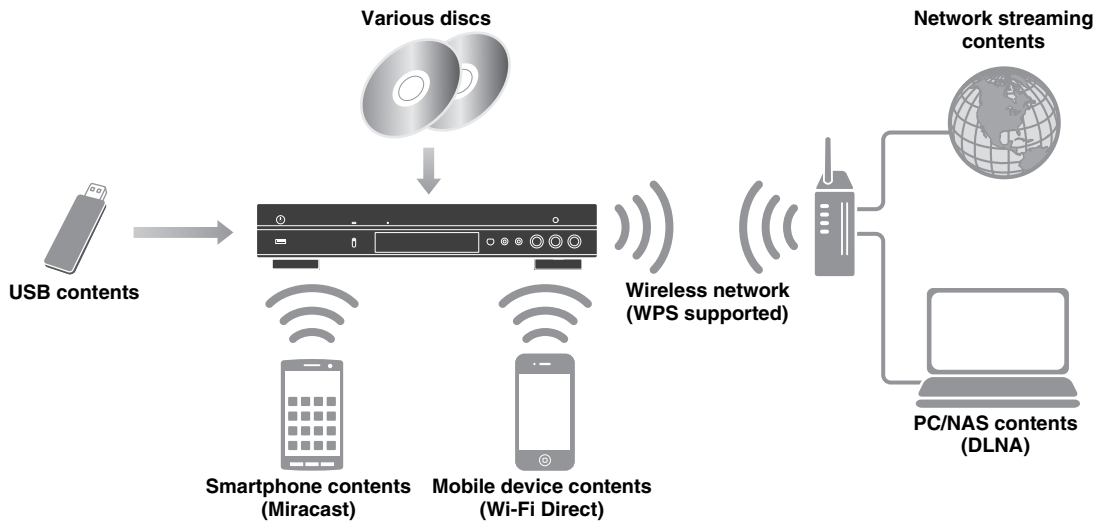 Various discs
Network streaming
contents
USB contents
Wireless network
(WPS supported)
PC/NAS contents
(DLNA)
Smartphone contents
(Miracast)
Mobile device contents
(Wi-Fi Direct)